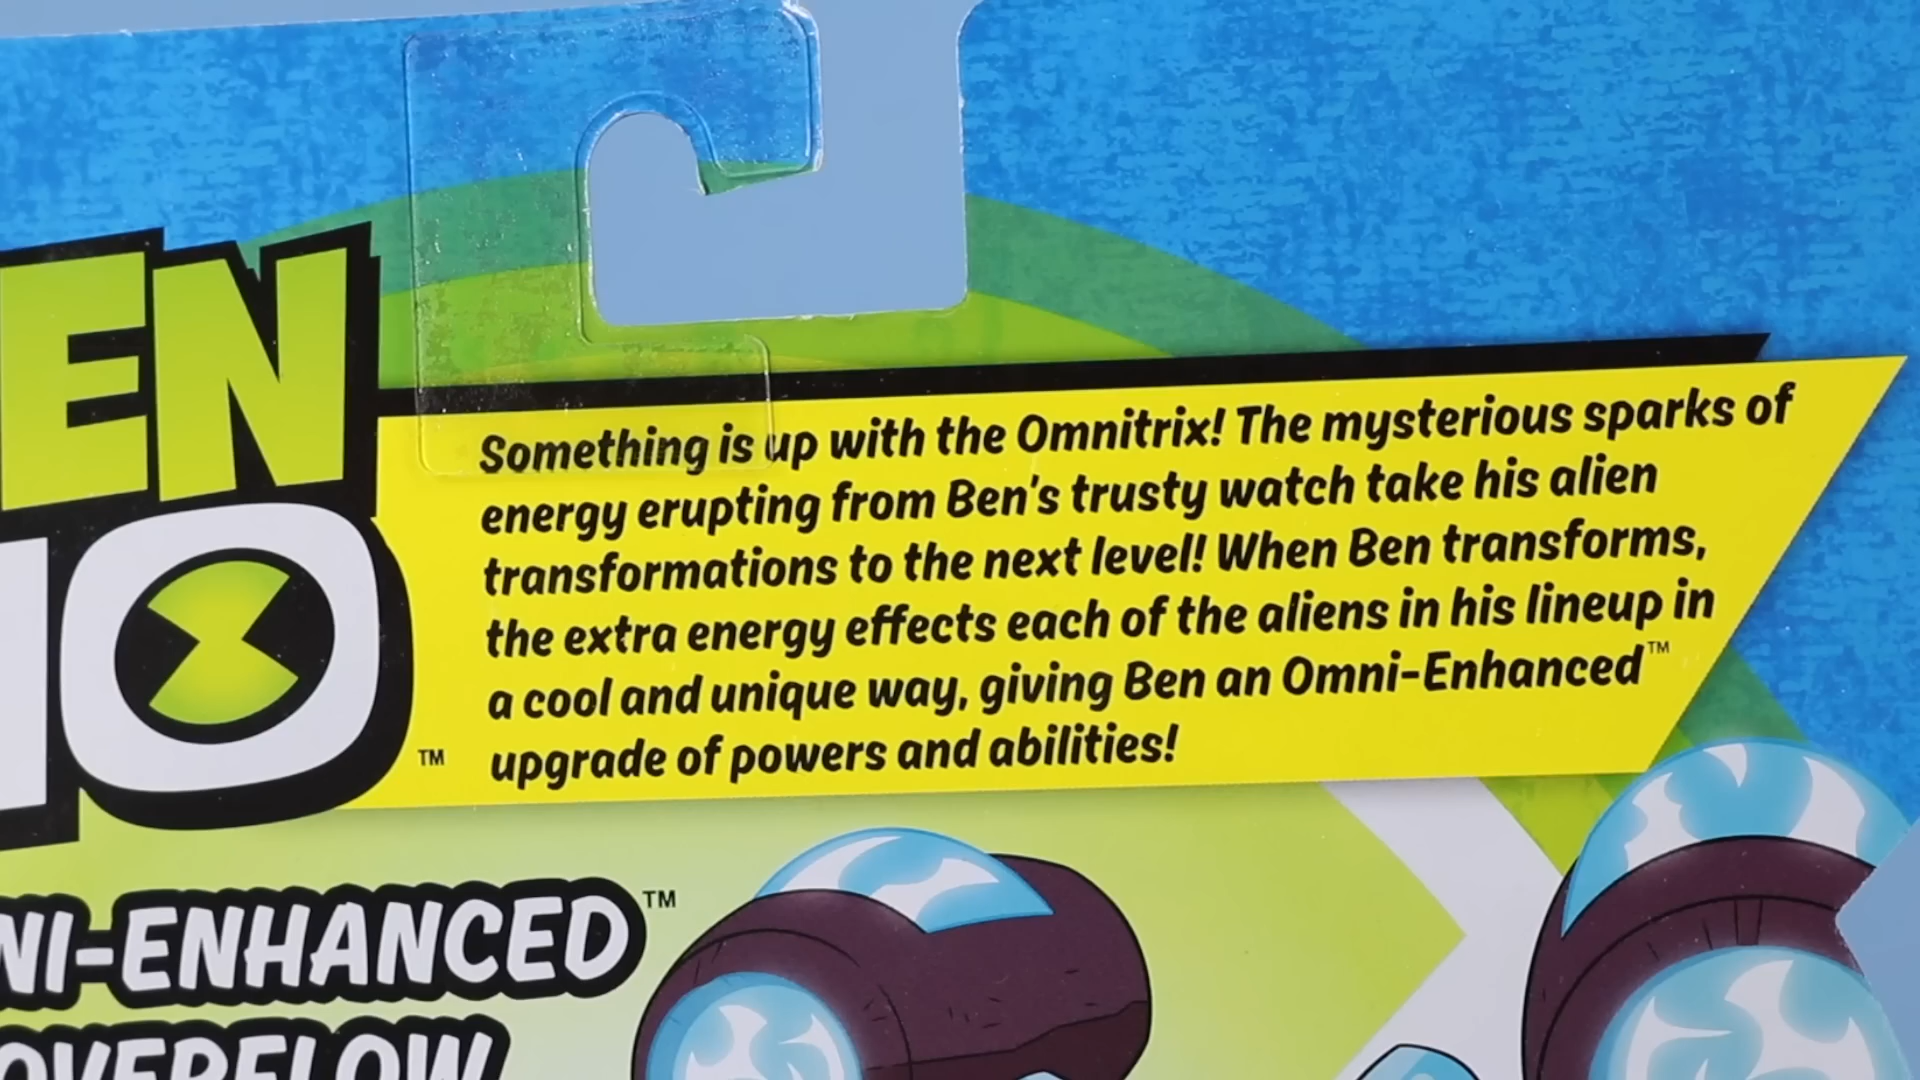 EN
10
TM
Something is up with the Omnitrix! The mysterious sparks of
energy erupting from Ben's trusty watch take his alien
transformations to the next level! When Ben transforms,
the extra energy effects each of the aliens in his lineup in
a cool and unique way, giving Ben an Omni-Enhanced™
upgrade of powers and abilities!
NI-ENHANCED™
OVERFLOW